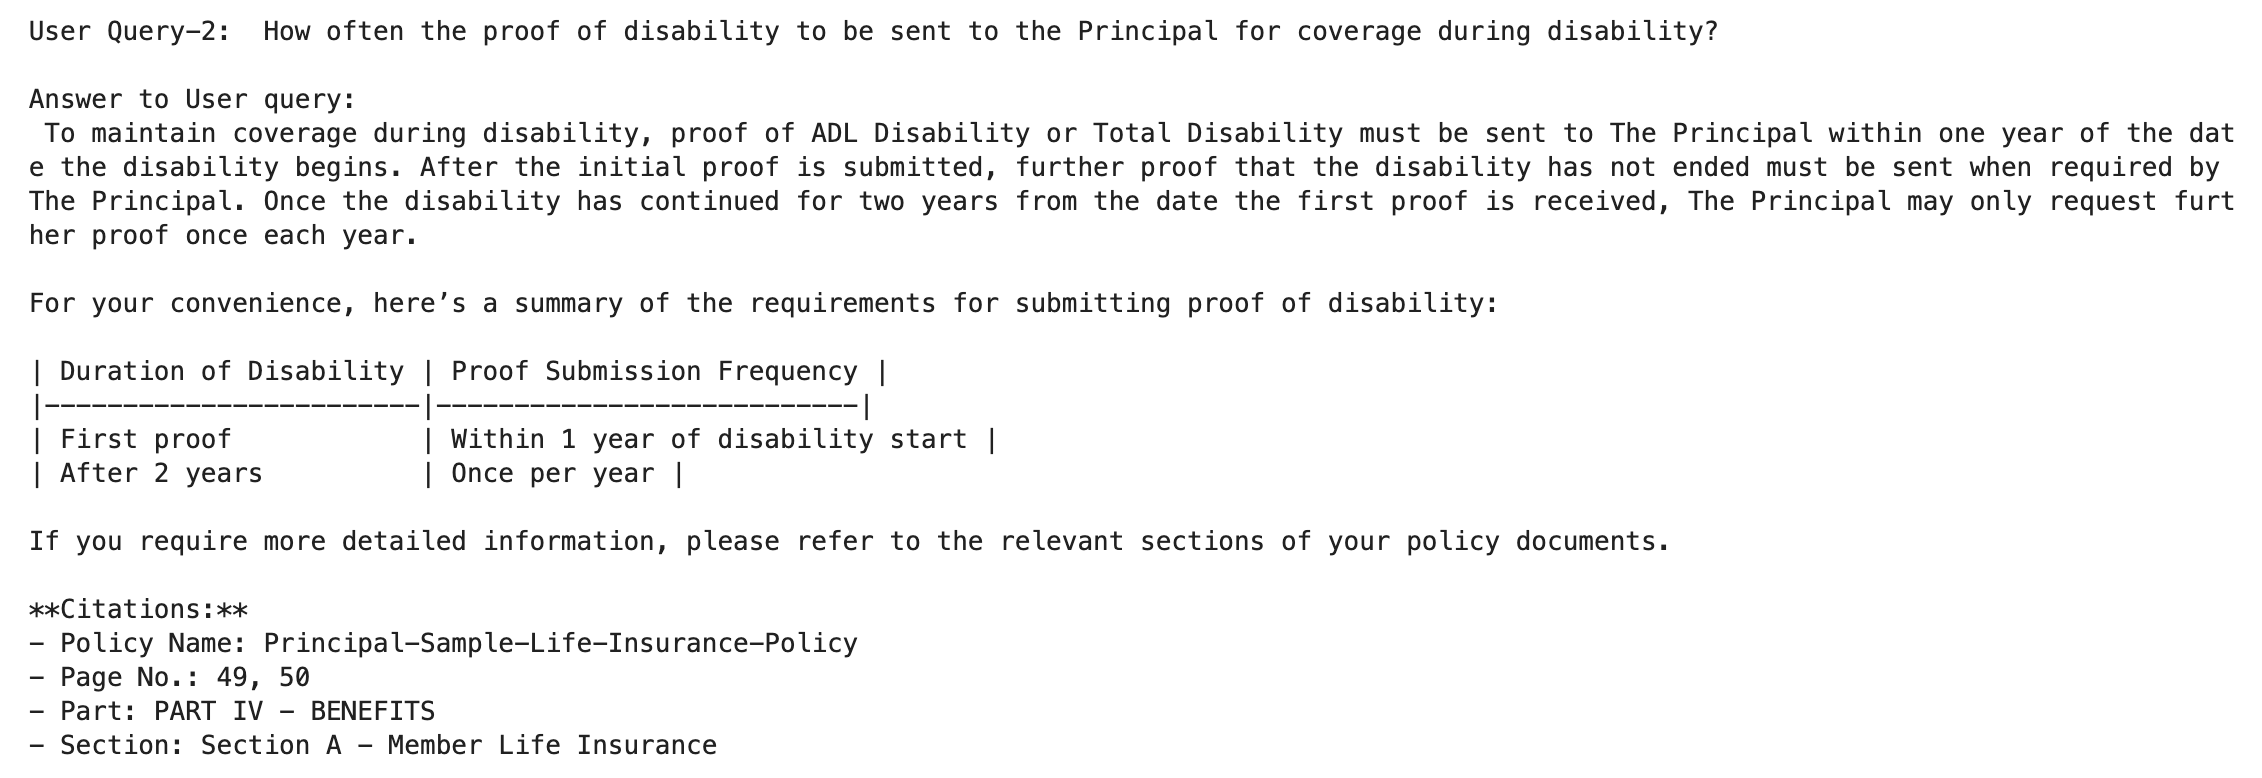 User Query-2:  How often the proof of disability to be sent to the Principal for coverage during disability?
Answer to User query:
 To maintain coverage during disability, proof of ADL Disability or Total Disability must be sent to The Principal within one year of the dat
e the disability begins. After the initial proof is submitted, further proof that the disability has not ended must be sent when required by
The Principal. Once the disability has continued for two years from the date the first proof is received, The Principal may only request furt
her proof once each year.
For your convenience, here’s a summary of the requirements for submitting proof of disability:
| Duration of Disability | Proof Submission Frequency |
|------------------------|---------------------------|
| First proof            | Within 1 year of disability start |
| After 2 years          | Once per year |
If you require more detailed information, please refer to the relevant sections of your policy documents.
**Citations:**
- Policy Name: Principal-Sample-Life-Insurance-Policy
- Page No.: 49, 50
- Part: PART IV - BENEFITS
- Section: Section A - Member Life Insurance